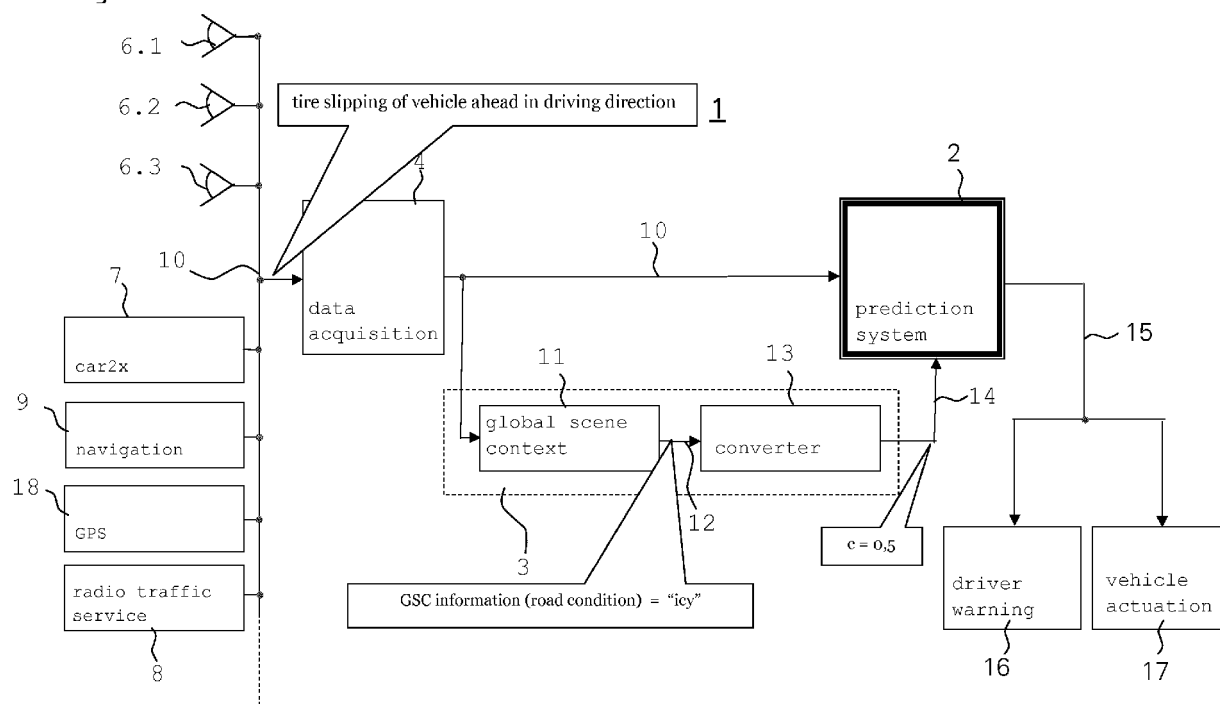 6.1
6.2
tire slipping of vehicle ahead in driving direction
1
6.3
4
2
10
10
7
data
acquisition
prediction
system
car2x
15
11
13
14
9
global scene
context
navigation
converter
18
12
GPS
3
c = 0,5
radio traffic
service
GSC information (road condition) = "icy"
driver
warning
vehicle
actuation
8
16
17